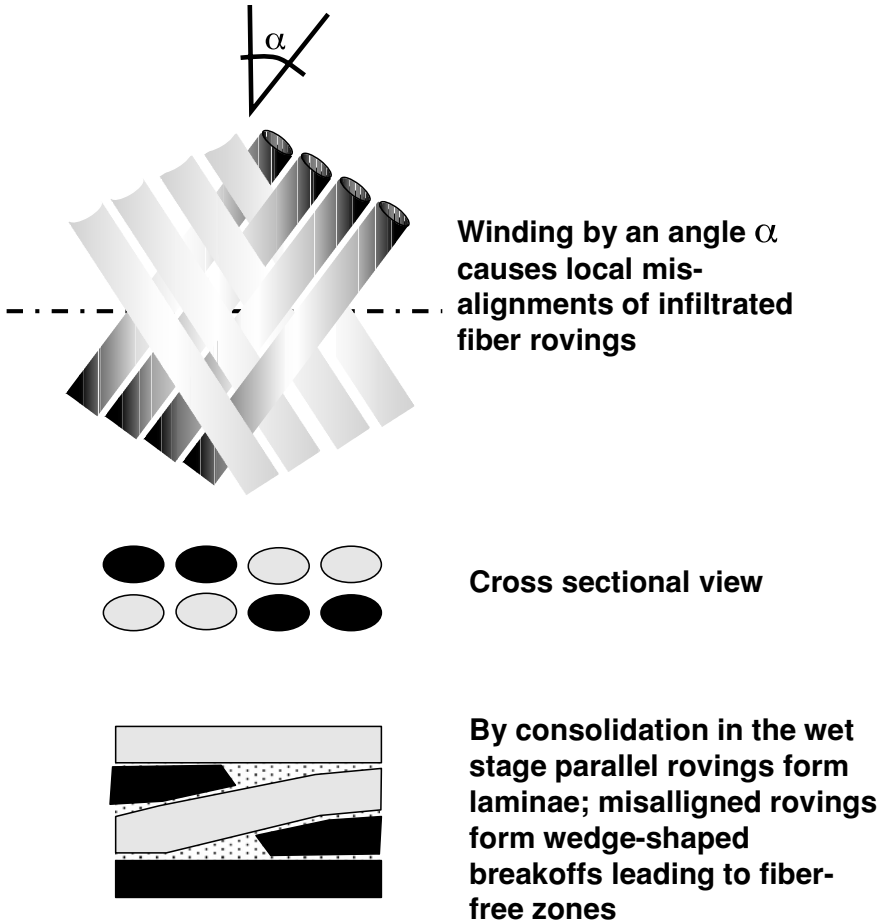 α
Winding by an angle α
causes local mis-
alignments of infiltrated
fiber rovings
Cross sectional view
By consolidation in the wet
stage parallel rovings form
laminae; misalligned rovings
form wedge-shaped
breakoffs leading to fiber-
free zones